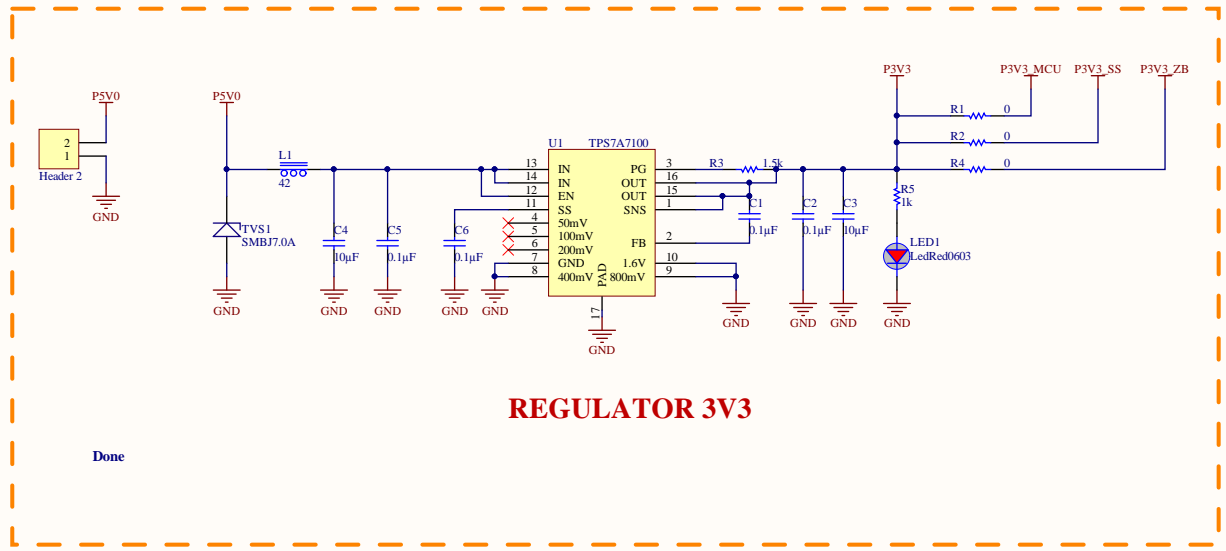 P5V0
2
1
Header 2
GND
P5V0
L1
42
TVS1
SMBJ7.0A
GND
C4
10µF
GND
C5
0.1µF
GND
C6
0.1µF
GND
GND
U1 TPS7A7100
13 IN
14 IN
12 EN
11 SS
4 50mV
5 100mV
6 200mV
7 GND
8 400mV
PG 3
OUT 16
OUT 15
SNS 1
FB 2
1.6V 10
800mV 9
PAD
17
GND
R3 1.5k
C1
0.1µF
GND
C2
0.1µF
GND
C3
10µF
GND
P3V3
P3V3_MCU
P3V3_SS
P3V3_ZB
R1 0
R2 0
R4 0
R5
1k
LED1
LedRed0603
GND
REGULATOR 3V3
Done